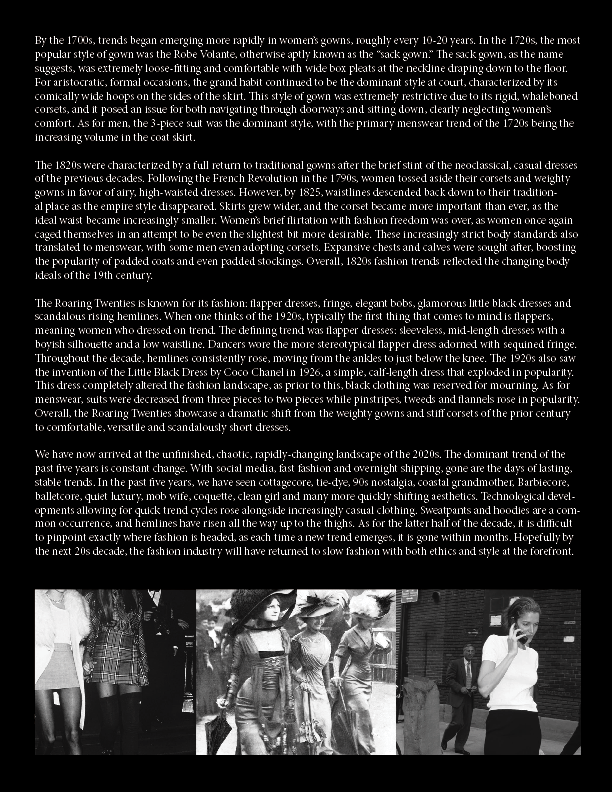 By the 1700s, trends began emerging more rapidly in women's gowns, roughly every 10-20 years. In the 1720s, the most
popular style of gown was the Robe Volante, otherwise aptly known as the "sack gown." The sack gown, as the name
suggests, was extremely loose-fitting and comfortable with wide box pleats at the neckline draping down to the floor.
For aristocratic, formal occasions, the grand habit continued to be the dominant style at court, characterized by its
comically wide hoops on the sides of the skirt. This style of gown was extremely restrictive due to its rigid, whaleboned
corsets, and it posed an issue for both navigating through doorways and sitting down, clearly neglecting women's
comfort. As for men, the 3-piece suit was the dominant style, with the primary menswear trend of the 1720s being the
increasing volume in the coat skirt.
The 1820s were characterized by a full return to traditional gowns after the brief stint of the neoclassical, casual dresses
of the previous decades. Following the French Revolution in the 1790s, women tossed aside their corsets and weighty
gowns in favor of airy, high-waisted dresses. However, by 1825, waistlines descended back down to their tradition-
al place as the empire style disappeared. Skirts grew wider, and the corset became more important than ever, as the
ideal waist became increasingly smaller. Women's brief flirtation with fashion freedom was over, as women once again
caged themselves in an attempt to be even the slightest bit more desirable. These increasingly strict body standards also
translated to menswear, with some men even adopting corsets. Expansive chests and calves were sought after, boosting
the popularity of padded coats and even padded stockings. Overall, 1820s fashion trends reflected the changing body
ideals of the 19th century.
The Roaring Twenties is known for its fashion: flapper dresses, fringe, elegant bobs, glamorous little black dresses and
scandalous rising hemlines. When one thinks of the 1920s, typically the first thing that comes to mind is flappers,
meaning women who dressed on trend. The defining trend was flapper dresses; sleeveless, mid-length dresses with a
boyish silhouette and a low waistline. Dancers wore the more stereotypical flapper dress adorned with sequined fringe.
Throughout the decade, hemlines consistently rose, moving from the ankles to just below the knee. The 1920s also saw
the invention of the Little Black Dress by Coco Chanel in 1926, a simple, calf-length dress that exploded in popularity.
This dress completely altered the fashion landscape, as prior to this, black clothing was reserved for mourning. As for
menswear, suits were decreased from three pieces to two pieces while pinstripes, tweeds and flannels rose in popularity.
Overall, the Roaring Twenties showcase a dramatic shift from the weighty gowns and stiff corsets of the prior century
to comfortable, versatile and scandalously short dresses.
We have now arrived at the unfinished, chaotic, rapidly-changing landscape of the 2020s. The dominant trend of the
past five years is constant change. With social media, fast fashion and overnight shipping, gone are the days of lasting,
stable trends. In the past five years, we have seen cottagecore, tie-dye, 90s nostalgia, coastal grandmother, Barbiecore,
balletcore, quiet luxury, mob wife, coquette, clean girl and many more quickly shifting aesthetics. Technological devel-
opments allowing for quick trend cycles rose alongside increasingly casual clothing. Sweatpants and hoodies are a com-
mon occurrence, and hemlines have risen all the way up to the thighs. As for the latter half of the decade, it is difficult
to pinpoint exactly where fashion is headed, as each time a new trend emerges, it is gone within months. Hopefully by
the next 20s decade, the fashion industry will have returned to slow fashion with both ethics and style at the forefront.